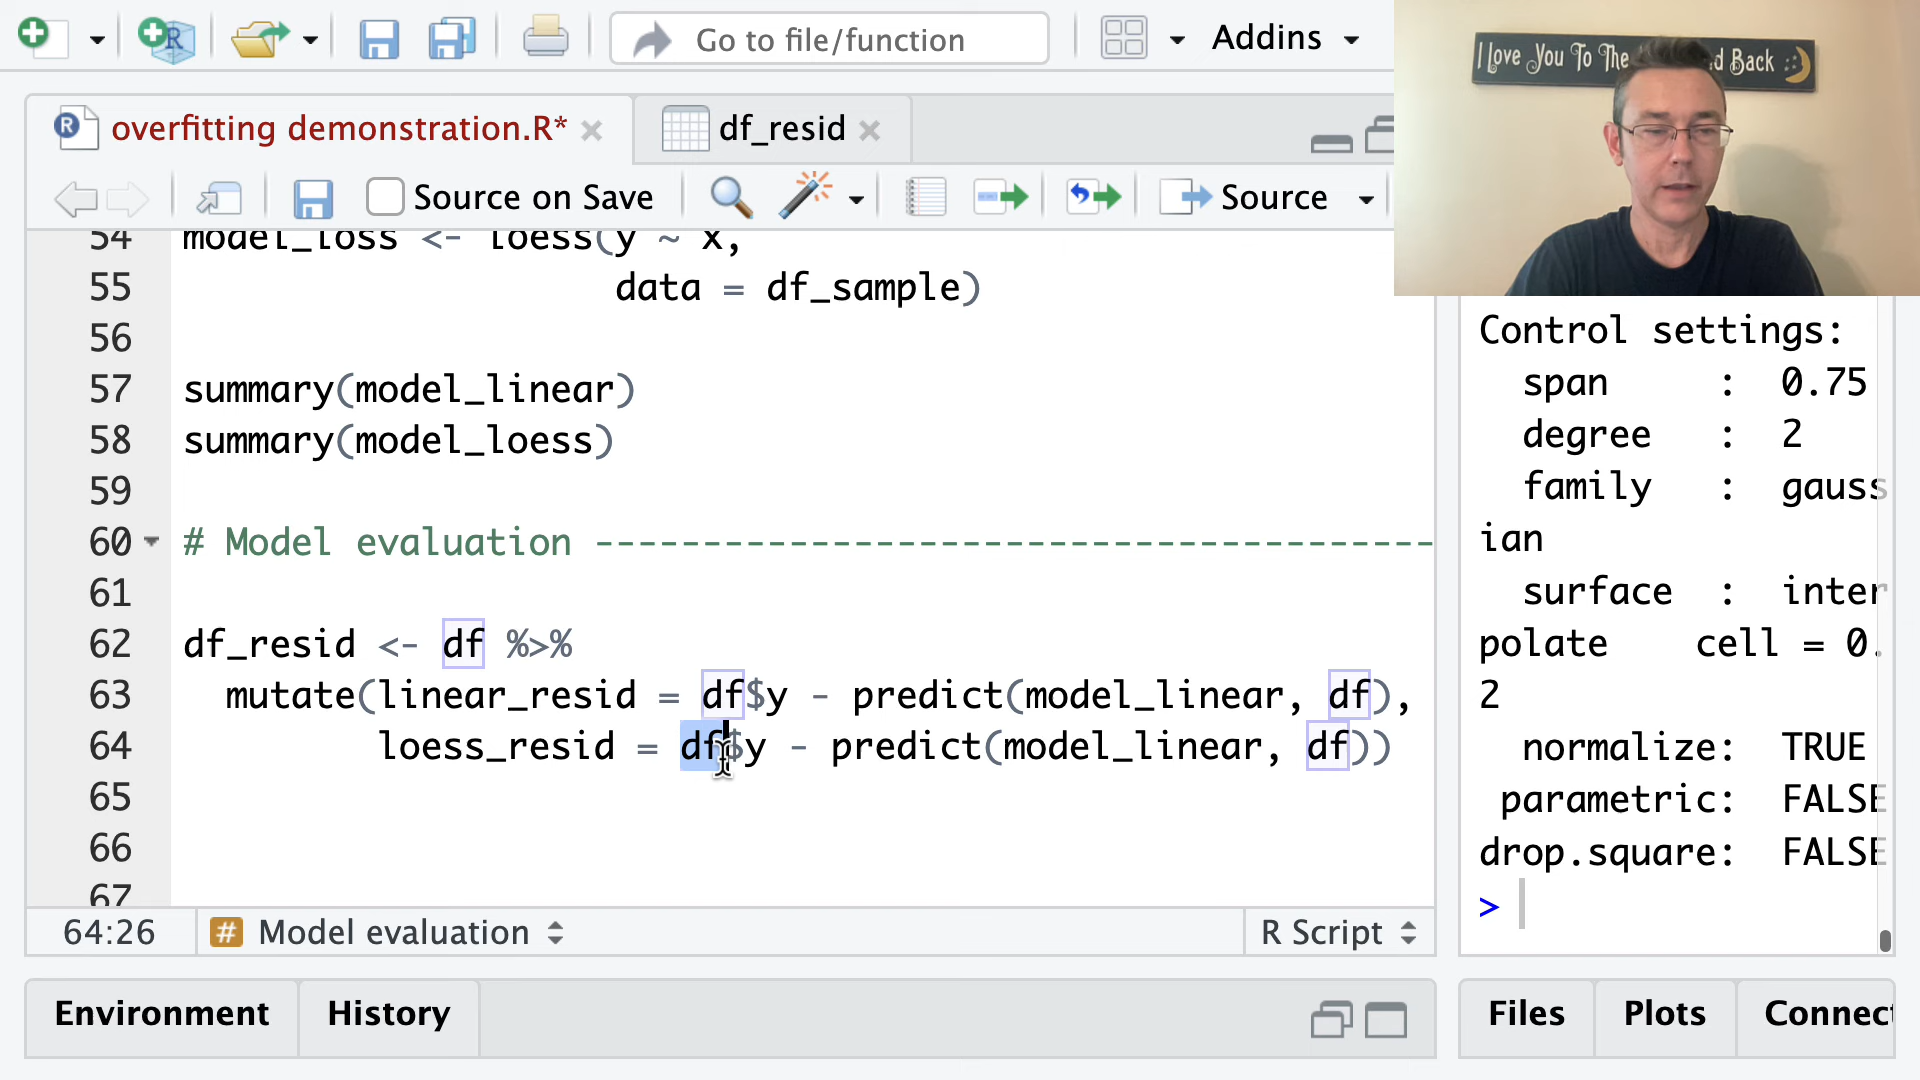 Go to file/function
Addins
I love You To The
d Back
overfitting demonstration.R*
df_resid
Source on Save
Source
54 model_loss <- loess(y ~ x,
55 data = df_sample)
56
57 summary(model_linear)
58 summary(model_loess)
59
60 # Model evaluation ---------------------------------------
61
62 df_resid <- df %>%
63 mutate(linear_resid = df$y - predict(model_linear, df),
64 loess_resid = df$y - predict(model_linear, df))
65
66
67
64:26
# Model evaluation
R Script
Control settings:
span : 0.75
degree : 2
family : gauss
ian
surface : inter
polate cell = 0.
2
normalize: TRUE
parametric: FALSE
drop.square: FALSE
>
Environment
History
Files
Plots
Connec